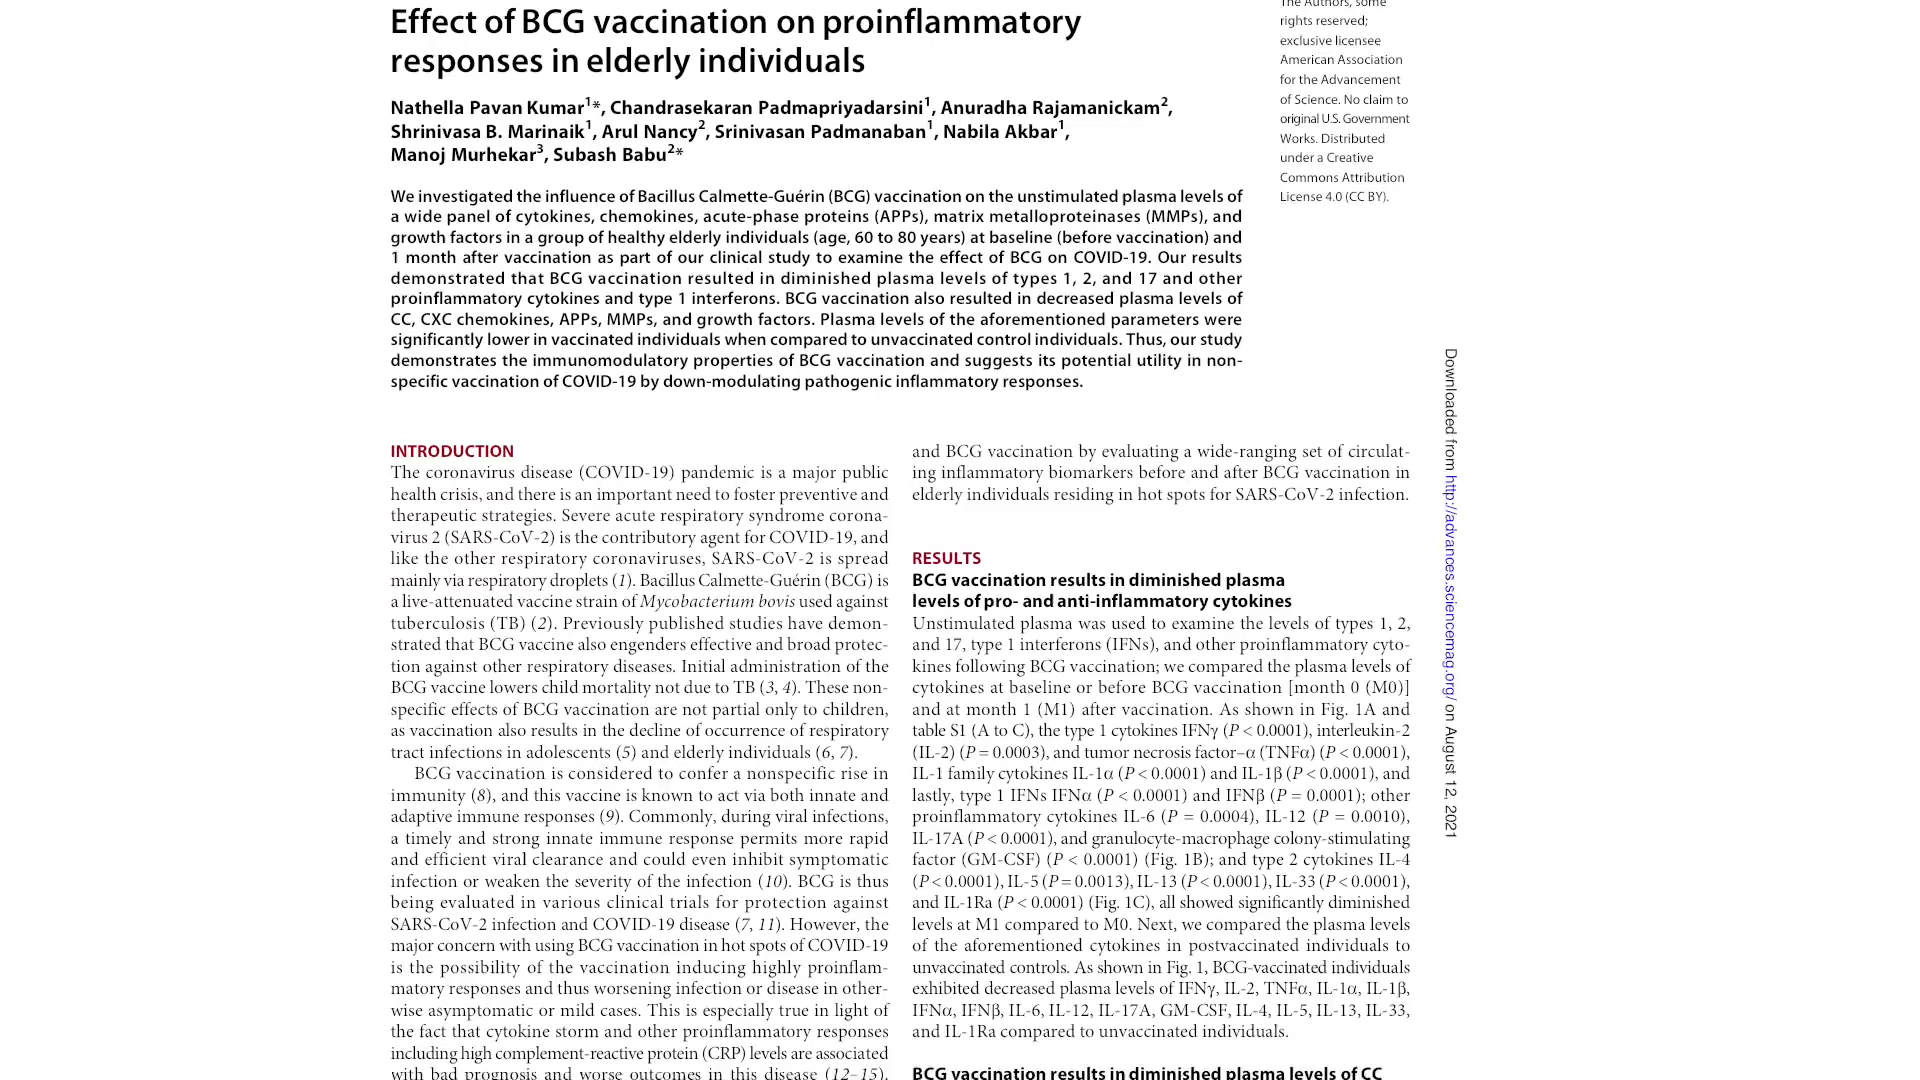 Effect of BCG vaccination on proinflammatory
responses in elderly individuals
Nathella Pavan Kumar1*, Chandrasekaran Padmapriyadarsini1, Anuradha Rajamanickam2,
Shrinivasa B. Marinaik1, Arul Nancy2, Srinivasan Padmanaban1, Nabila Akbar1,
Manoj Murhekar3, Subash Babu2*
We investigated the influence of Bacillus Calmette-Guérin (BCG) vaccination on the unstimulated plasma levels of
a wide panel of cytokines, chemokines, acute-phase proteins (APPs), matrix metalloproteinases (MMPs), and
growth factors in a group of healthy elderly individuals (age, 60 to 80 years) at baseline (before vaccination) and
1 month after vaccination as part of our clinical study to examine the effect of BCG on COVID-19. Our results
demonstrated that BCG vaccination resulted in diminished plasma levels of types 1, 2, and 17 and other
proinflammatory cytokines and type 1 interferons. BCG vaccination also resulted in decreased plasma levels of
CC, CXC chemokines, APPs, MMPs, and growth factors. Plasma levels of the aforementioned parameters were
significantly lower in vaccinated individuals when compared to unvaccinated control individuals. Thus, our study
demonstrates the immunomodulatory properties of BCG vaccination and suggests its potential utility in non-
specific vaccination of COVID-19 by down-modulating pathogenic inflammatory responses.
The Authors, some
rights reserved;
exclusive licensee
American Association
for the Advancement
of Science. No claim to
original U.S. Government
Works. Distributed
under a Creative
Commons Attribution
License 4.0 (CC BY).
INTRODUCTION
The coronavirus disease (COVID-19) pandemic is a major public
health crisis, and there is an important need to foster preventive and
therapeutic strategies. Severe acute respiratory syndrome corona-
virus 2 (SARS-CoV-2) is the contributory agent for COVID-19, and
like the other respiratory coronaviruses, SARS-CoV-2 is spread
mainly via respiratory droplets (1). Bacillus Calmette-Guérin (BCG) is
a live-attenuated vaccine strain of Mycobacterium bovis used against
tuberculosis (TB) (2). Previously published studies have demon-
strated that BCG vaccine also engenders effective and broad protec-
tion against other respiratory diseases. Initial administration of the
BCG vaccine lowers child mortality not due to TB (3, 4). These non-
specific effects of BCG vaccination are not partial only to children,
as vaccination also results in the decline of occurrence of respiratory
tract infections in adolescents (5) and elderly individuals (6, 7).
BCG vaccination is considered to confer a nonspecific rise in
immunity (8), and this vaccine is known to act via both innate and
adaptive immune responses (9). Commonly, during viral infections,
a timely and strong innate immune response permits more rapid
and efficient viral clearance and could even inhibit symptomatic
infection or weaken the severity of the infection (10). BCG is thus
being evaluated in various clinical trials for protection against
SARS-CoV-2 infection and COVID-19 disease (7, 11). However, the
major concern with using BCG vaccination in hot spots of COVID-19
is the possibility of the vaccination inducing highly proinflam-
matory responses and thus worsening infection or disease in other-
wise asymptomatic or mild cases. This is especially true in light of
the fact that cytokine storm and other proinflammatory responses
including high complement-reactive protein (CRP) levels are associated
with bad prognosis and worse outcomes in this disease (12–15).
and BCG vaccination by evaluating a wide-ranging set of circulat-
ing inflammatory biomarkers before and after BCG vaccination in
elderly individuals residing in hot spots for SARS-CoV-2 infection.
RESULTS
BCG vaccination results in diminished plasma
levels of pro- and anti-inflammatory cytokines
Unstimulated plasma was used to examine the levels of types 1, 2,
and 17, type 1 interferons (IFNs), and other proinflammatory cyto-
kines following BCG vaccination; we compared the plasma levels of
cytokines at baseline or before BCG vaccination [month 0 (M0)]
and at month 1 (M1) after vaccination. As shown in Fig. 1A and
table S1 (A to C), the type 1 cytokines IFNγ (P < 0.0001), interleukin-2
(IL-2) (P = 0.0003), and tumor necrosis factor–α (TNFα) (P < 0.0001),
IL-1 family cytokines IL-1α (P < 0.0001) and IL-1β (P < 0.0001), and
lastly, type 1 IFNs IFNα (P < 0.0001) and IFNβ (P = 0.0001); other
proinflammatory cytokines IL-6 (P = 0.0004), IL-12 (P = 0.0010),
IL-17A (P < 0.0001), and granulocyte-macrophage colony-stimulating
factor (GM-CSF) (P < 0.0001) (Fig. 1B); and type 2 cytokines IL-4
(P < 0.0001), IL-5 (P = 0.0013), IL-13 (P < 0.0001), IL-33 (P < 0.0001),
and IL-1Ra (P < 0.0001) (Fig. 1C), all showed significantly diminished
levels at M1 compared to M0. Next, we compared the plasma levels
of the aforementioned cytokines in postvaccinated individuals to
unvaccinated controls. As shown in Fig. 1, BCG-vaccinated individuals
exhibited decreased plasma levels of IFNγ, IL-2, TNFα, IL-1α, IL-1β,
IFNα, IFNβ, IL-6, IL-12, IL-17A, GM-CSF, IL-4, IL-5, IL-13, IL-33,
and IL-1Ra compared to unvaccinated individuals.
BCG vaccination results in diminished plasma levels of CC
Downloaded from http://advances.sciencemag.org/ on August 12, 2021